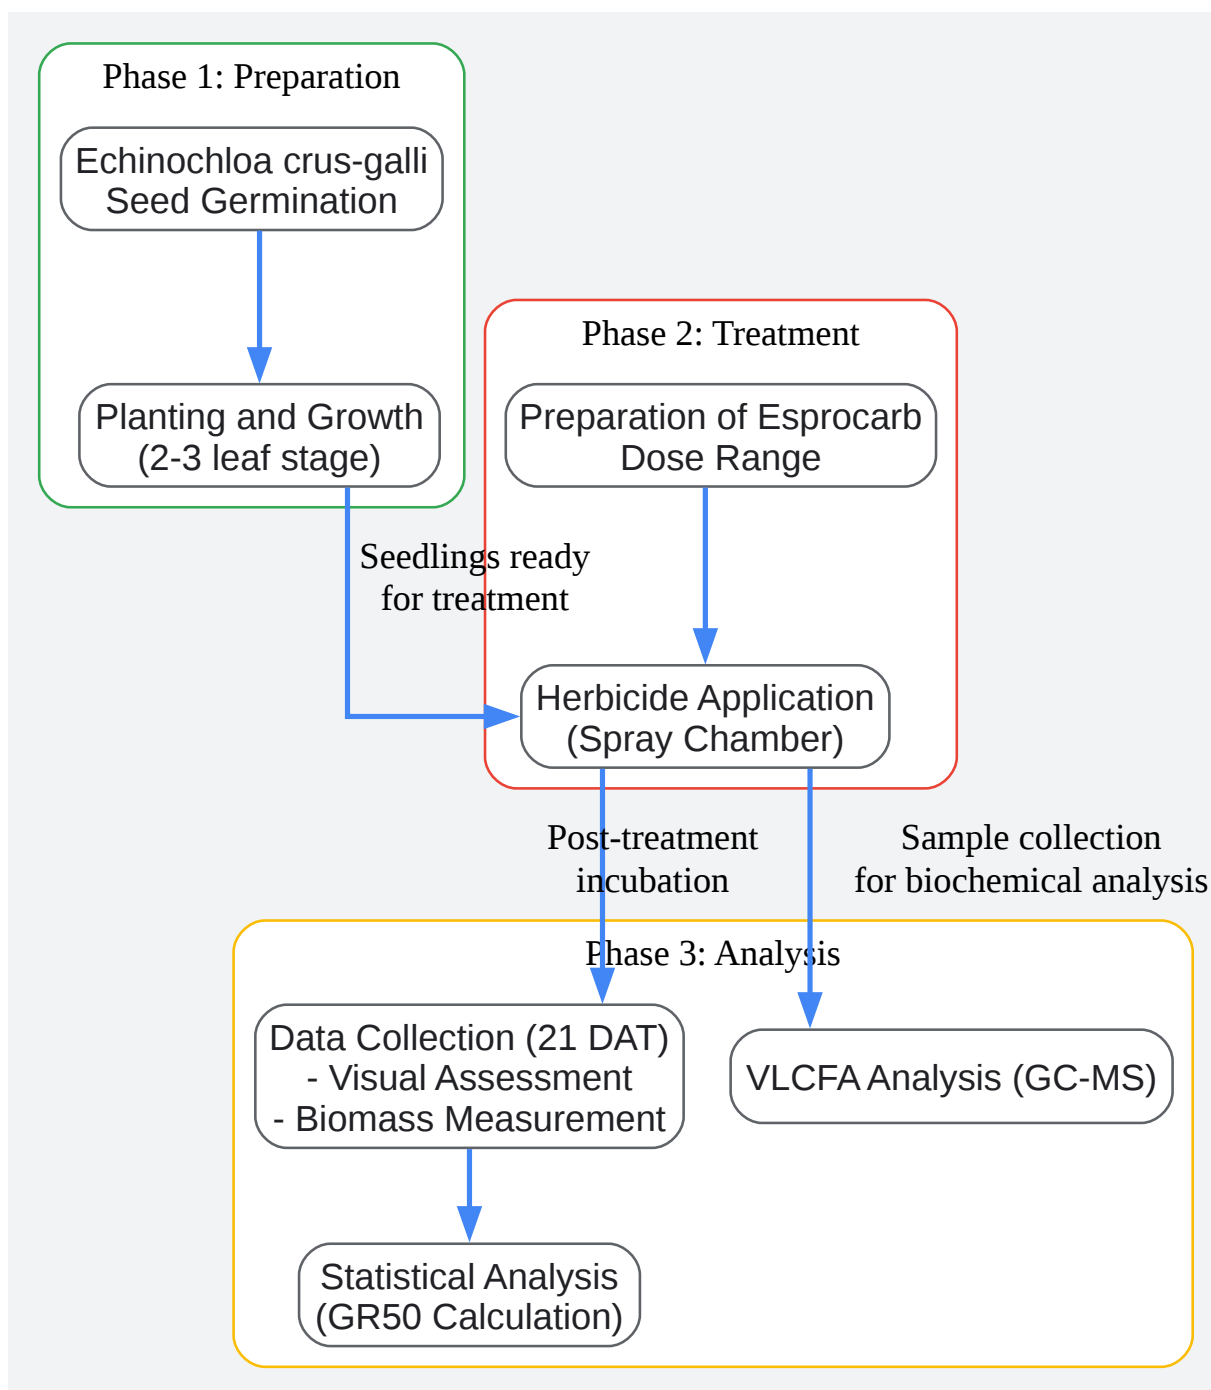 Phase 1: Preparation
Echinochloa crus-galli
Seed Germination
Planting and Growth
(2-3 leaf stage)
Phase 2: Treatment
Preparation of Esprocarb
Dose Range
Seedlings ready
for treatment
Herbicide Application
(Spray Chamber)
Post-treatment
incubation
Sample collection
for biochemical analysis
Phase 3: Analysis
Data Collection (21 DAT)
- Visual Assessment
- Biomass Measurement
VLCFA Analysis (GC-MS)
Statistical Analysis
(GR50 Calculation)